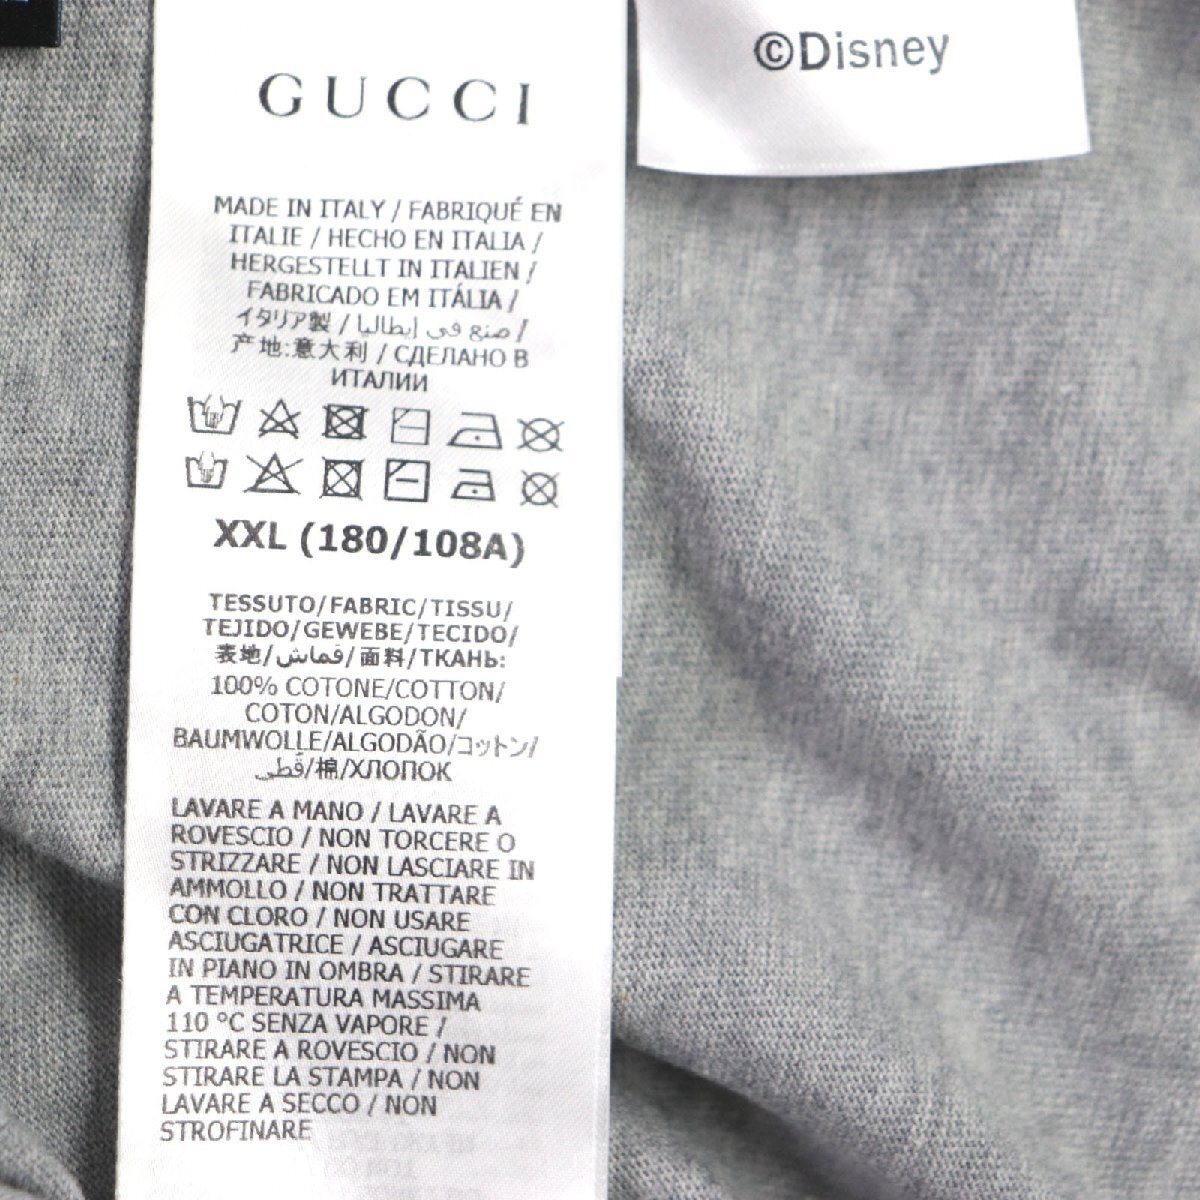 GUCCI
MADE IN ITALY / FABRIQUÉ EN
ITALIE / HECHO EN ITALIA /
HERGESTELLT IN ITALIEN /
FABRICADO EM ITÁLIA /
イタリア製 / صنع في إيطاليا /
产地:意大利 / СДЕЛАНО В
ИТАЛИИ
XXL (180/108A)
TESSUTO/FABRIC/TISSU/
TEJIDO/GEWEBE/TECIDO/
表地/قماش/面料/ТКАНЬ:
100% COTONE/COTTON/
COTON/ALGODON/
BAUMWOLLE/ALGODÃO/コットン/
قُطي/棉/ХЛОПОК
LAVARE A MANO / LAVARE A
ROVESCIO / NON TORCERE O
STRIZZARE / NON LASCIARE IN
AMMOLLO / NON TRATTARE
CON CLORO / NON USARE
ASCIUGATRICE / ASCIUGARE
IN PIANO IN OMBRA / STIRARE
A TEMPERATURA MASSIMA
110 °C SENZA VAPORE /
STIRARE A ROVESCIO / NON
STIRARE LA STAMPA / NON
LAVARE A SECCO / NON
STROFINARE
©Disney